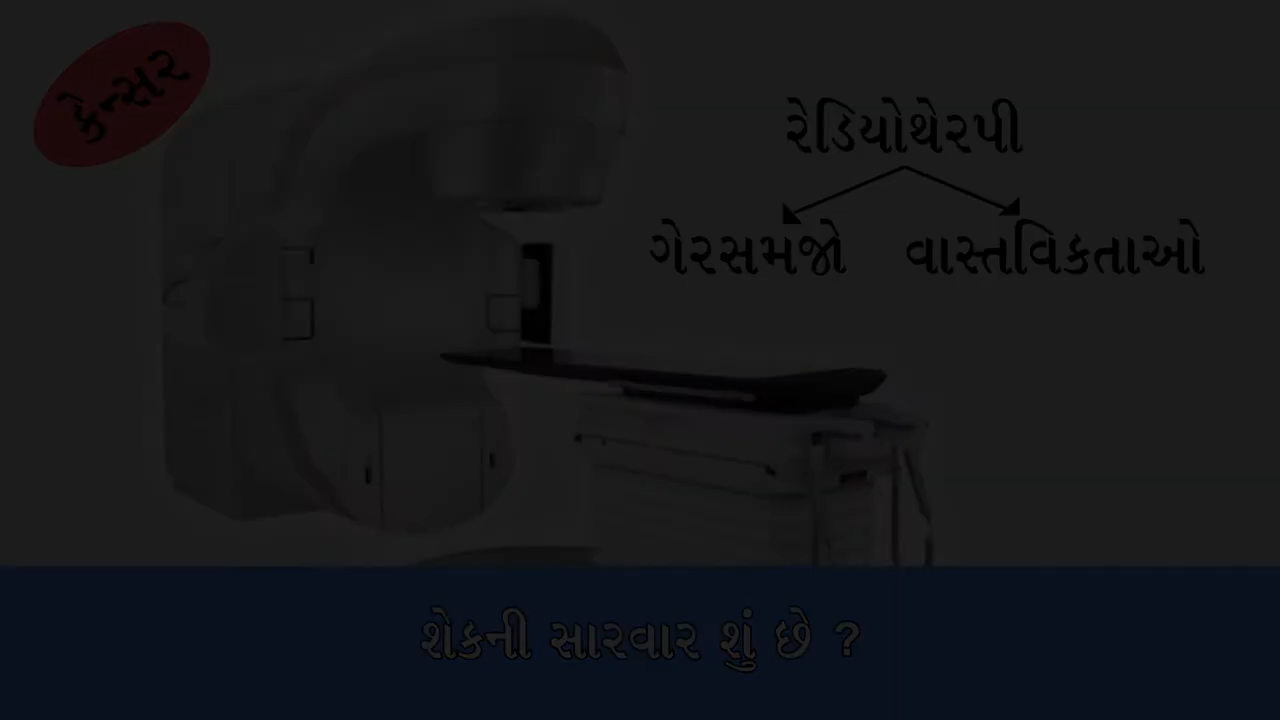 કેન્સર
રેડિયોથેરપી
ગેરસમજો વાસ્તવિકતાઓ
શેકની સારવાર શું છે ?